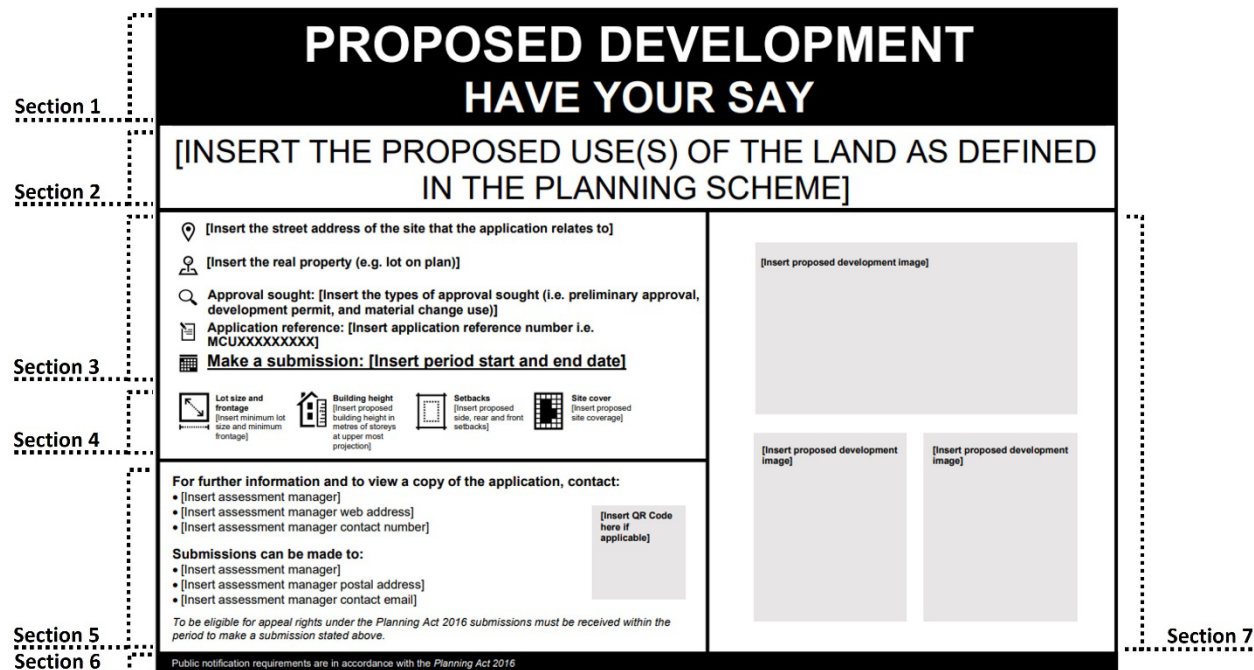 PROPOSED DEVELOPMENT
HAVE YOUR SAY
Section 1
[INSERT THE PROPOSED USE(S) OF THE LAND AS DEFINED
IN THE PLANNING SCHEME]
Section 2
[Insert the street address of the site that the application relates to]
[Insert the real property (e.g. lot on plan)]
Approval sought: [Insert the types of approval sought (i.e. preliminary approval,
development permit, and material change use)]
Application reference: [Insert application reference number i.e.
MCUXXXXXXXXX]
Make a submission: [Insert period start and end date]
Section 3
Lot size and
frontage
[Insert minimum lot
size and minimum
frontage]
Building height
[Insert proposed
building height in
metres of storeys
at upper most
projection]
Setbacks
[Insert proposed
side, rear and front
setbacks]
Site cover
[Insert proposed
site coverage]
Section 4
For further information and to view a copy of the application, contact:
• [Insert assessment manager]
• [Insert assessment manager web address]
• [Insert assessment manager contact number]
[Insert QR Code
here if
applicable]
Submissions can be made to:
• [Insert assessment manager]
• [Insert assessment manager postal address]
• [Insert assessment manager contact email]
To be eligible for appeal rights under the Planning Act 2016 submissions must be received within the
period to make a submission stated above.
Section 5
Section 6
Public notification requirements are in accordance with the Planning Act 2016
[Insert proposed development image]
[Insert proposed development
image]
[Insert proposed development
image]
Section 7